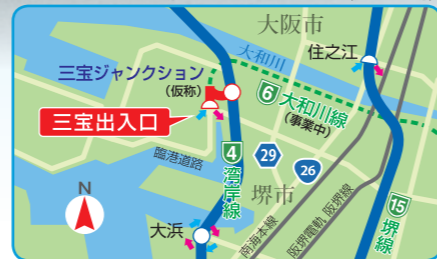 大阪市
大和川
住之江
三宝ジャンクション
(仮称)
6
大和川線
(事業中)
三宝出入口
臨港道路
4
湾岸線
29
26
堺市
N
大浜
南海本線
阪堺電軌 阪堺線
15
堺線